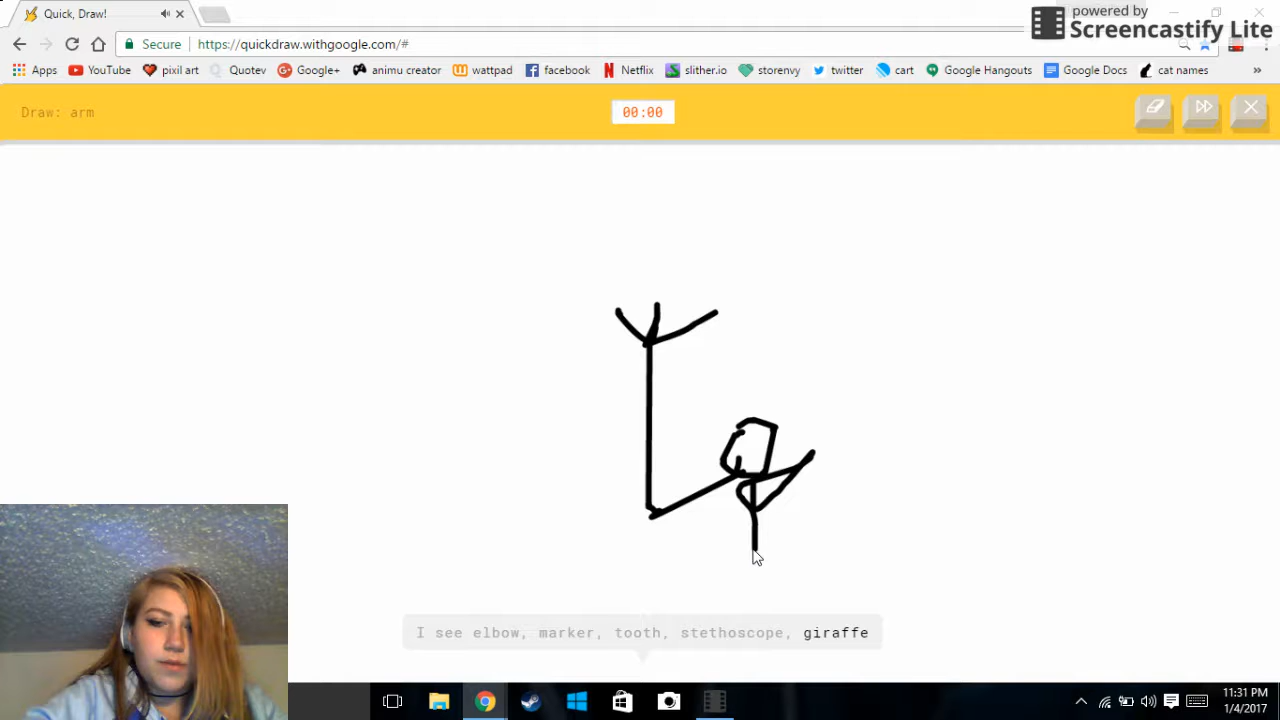 Quick, Draw!
powered by
Screencastify Lite
Secure https://quickdraw.withgoogle.com/#
Apps YouTube pixil art Quotev Google+ animu creator wattpad facebook Netflix slither.io storenvy twitter cart Google Hangouts Google Docs cat names »
Draw: arm 00:00
I see elbow, marker, tooth, stethoscope, giraffe
11:31 PM
1/4/2017